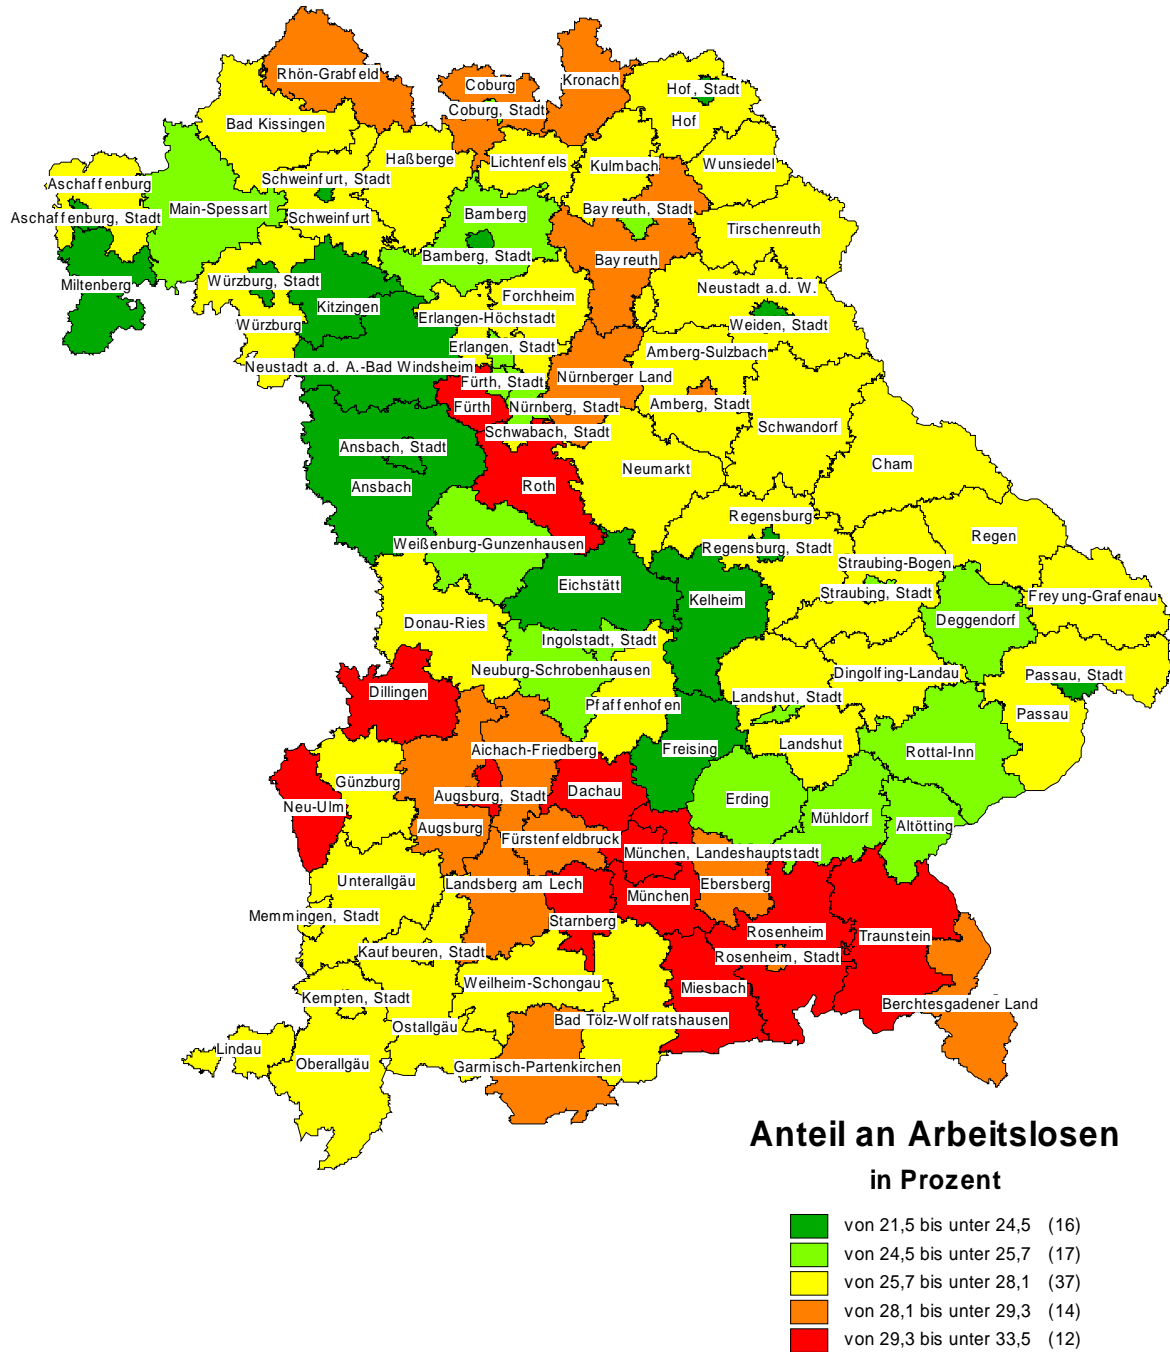 Rhön-Grabfeld
Coburg
Kronach
Hof, Stadt
Coburg, Stadt
Hof
Bad Kissingen
Haßberge
Lichtenfels
Kulmbach
Wunsiedel
Aschaffenburg
Schweinfurt, Stadt
Main-Spessart
Bamberg
Bayreuth, Stadt
Aschaffenburg, Stadt
Schweinfurt
Tirschenreuth
Bamberg, Stadt
Bayreuth
Miltenberg
Würzburg, Stadt
Neustadt a.d. W.
Kitzingen
Forchheim
Würzburg
Erlangen-Höchstadt
Weiden, Stadt
Erlangen, Stadt
Amberg-Sulzbach
Neustadt a.d. A.-Bad Windsheim
Fürth, Stadt
Nürnberger Land
Fürth
Nürnberg, Stadt
Amberg, Stadt
Schwandorf
Schwabach, Stadt
Ansbach, Stadt
Neumarkt
Cham
Ansbach
Roth
Regensburg
Regen
Weißenburg-Gunzenhausen
Regensburg, Stadt
Straubing-Bogen
Eichstätt
Kelheim
Straubing, Stadt
Freyung-Grafenau
Donau-Ries
Deggendorf
Ingolstadt, Stadt
Neuburg-Schrobenhausen
Dingolfing-Landau
Passau, Stadt
Dillingen
Pfaffenhofen
Landshut, Stadt
Passau
Aichach-Friedberg
Freising
Landshut
Rottal-Inn
Günzburg
Neu-Ulm
Augsburg, Stadt
Dachau
Erding
Mühldorf
Altötting
Augsburg
Fürstenfeldbruck
München, Landeshauptstadt
Unterallgäu
Landsberg am Lech
München
Ebersberg
Memmingen, Stadt
Starnberg
Rosenheim
Traunstein
Kaufbeuren, Stadt
Rosenheim, Stadt
Weilheim-Schongau
Miesbach
Kempten, Stadt
Berchtesgadener Land
Ostallgäu
Bad Tölz-Wolfratshausen
Lindau
Oberallgäu
Garmisch-Partenkirchen
Anteil an Arbeitslosen
in Prozent
von 21,5 bis unter 24,5 (16)
von 24,5 bis unter 25,7 (17)
von 25,7 bis unter 28,1 (37)
von 28,1 bis unter 29,3 (14)
von 29,3 bis unter 33,5 (12)